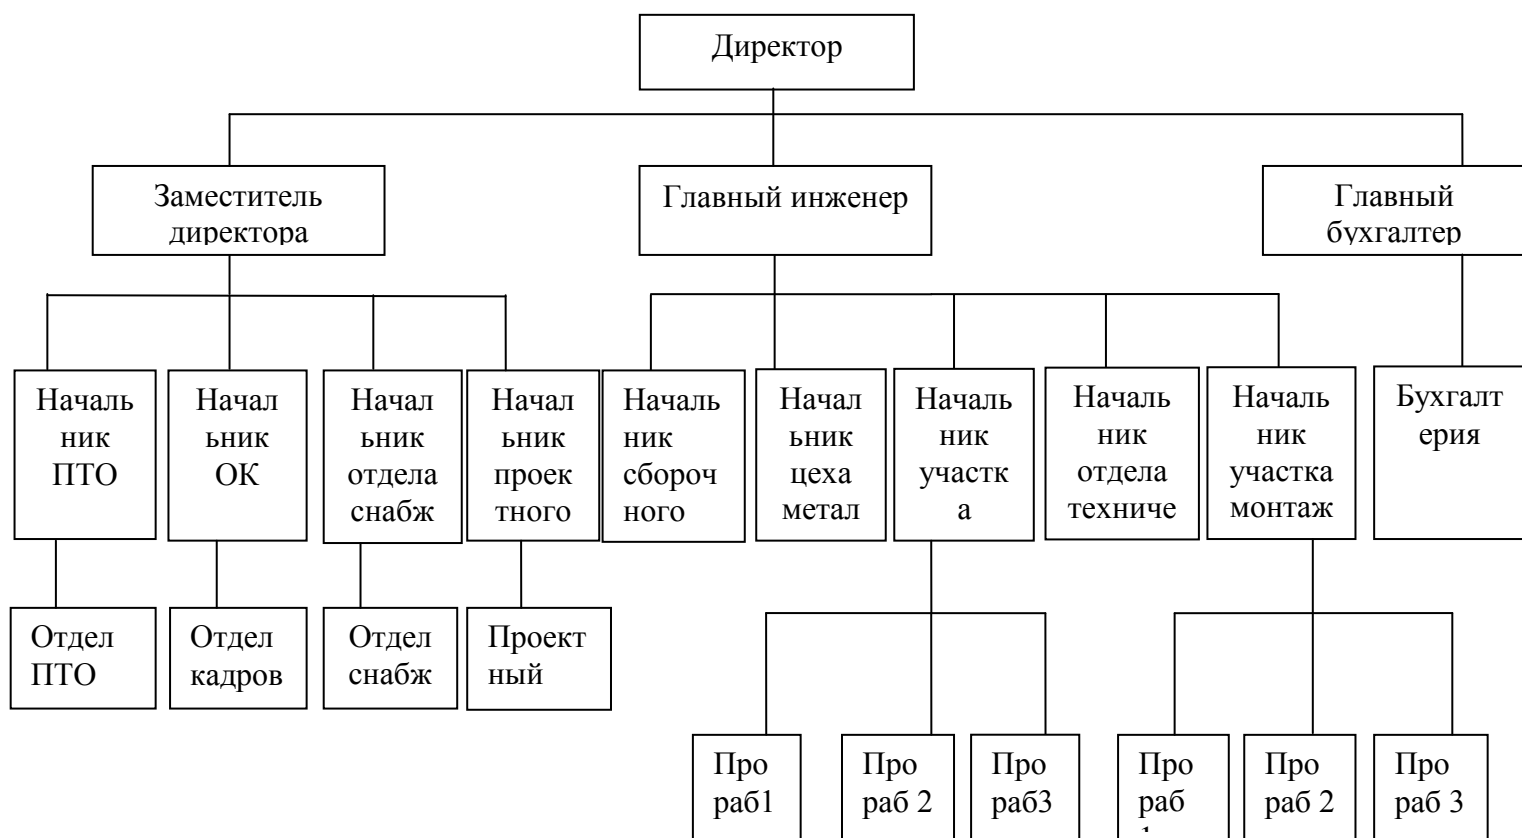 Директор
Заместитель
директора
Главный инженер
Главный
бухгалтер
Началь
ник
ПТО
Начал
ьник
ОК
Начал
ьник
отдела
снабж
Начал
ьник
проек
тного
Началь
ник
сбороч
ного
Начал
ьник
цеха
метал
Началь
ник
участк
а
Началь
ник
отдела
техниче
Началь
ник
участка
монтаж
Бухгалт
ерия
Отдел
ПТО
Отдел
кадров
Отдел
снабж
Проект
ный
Про
раб1
Про
раб 2
Про
раб3
Про
раб
Про
раб 2
Про
раб 3